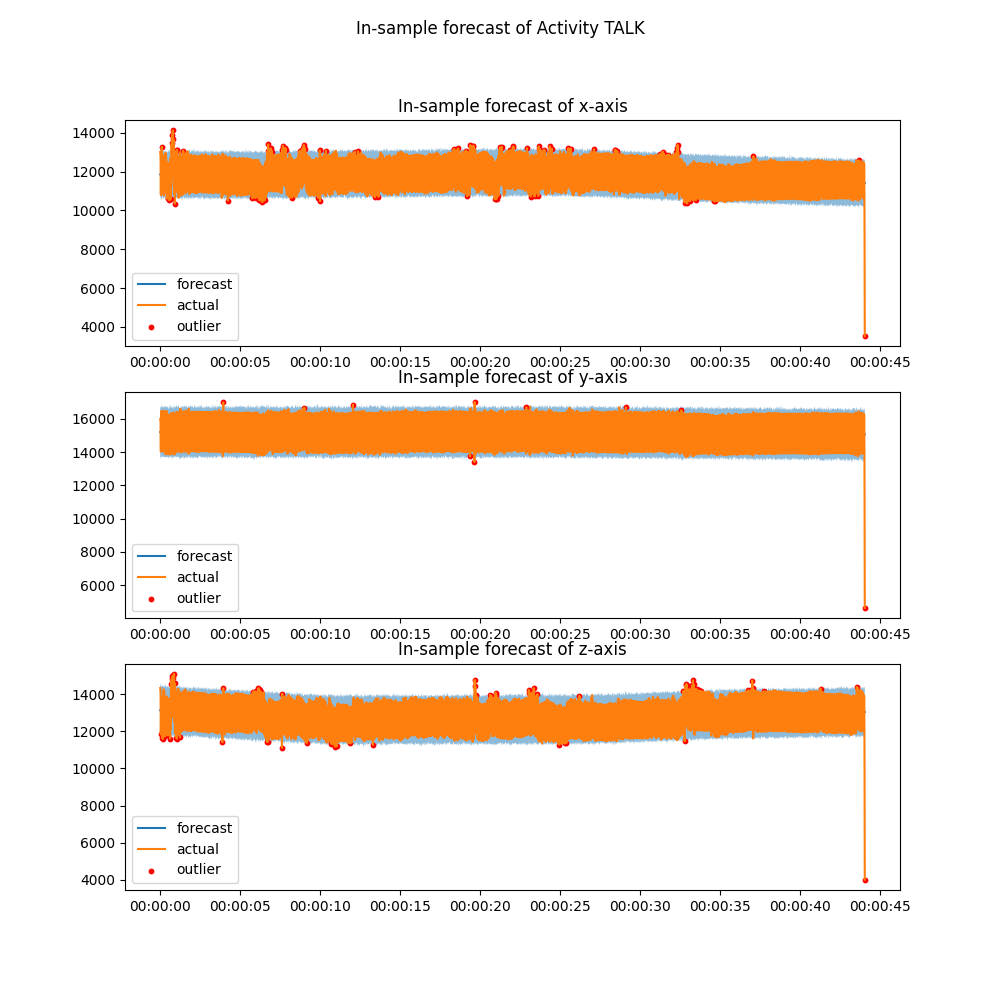 In-sample forecast of Activity TALK
In-sample forecast of x-axis
14000
12000
10000
8000
6000
4000
forecast
actual
outlier
00:00:00 00:00:05 00:00:10 00:00:15 00:00:20 00:00:25 00:00:30 00:00:35 00:00:40 00:00:45
In-sample forecast of y-axis
16000
14000
12000
10000
8000
6000
forecast
actual
outlier
00:00:00 00:00:05 00:00:10 00:00:15 00:00:20 00:00:25 00:00:30 00:00:35 00:00:40 00:00:45
In-sample forecast of z-axis
14000
12000
10000
8000
6000
4000
forecast
actual
outlier
00:00:00 00:00:05 00:00:10 00:00:15 00:00:20 00:00:25 00:00:30 00:00:35 00:00:40 00:00:45